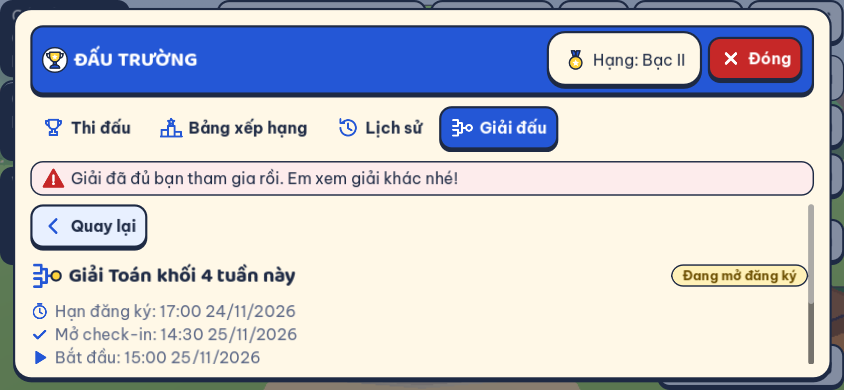 ĐẤU TRƯỜNG
Hạng: Bạc II
Đóng
Thi đấu
Bảng xếp hạng
Lịch sử
Giải đấu
Giải đã đủ bạn tham gia rồi. Em xem giải khác nhé!
Quay lại
Giải Toán khối 4 tuần này
Đang mở đăng ký
Hạn đăng ký: 17:00 24/11/2026
Mở check-in: 14:30 25/11/2026
Bắt đầu: 15:00 25/11/2026